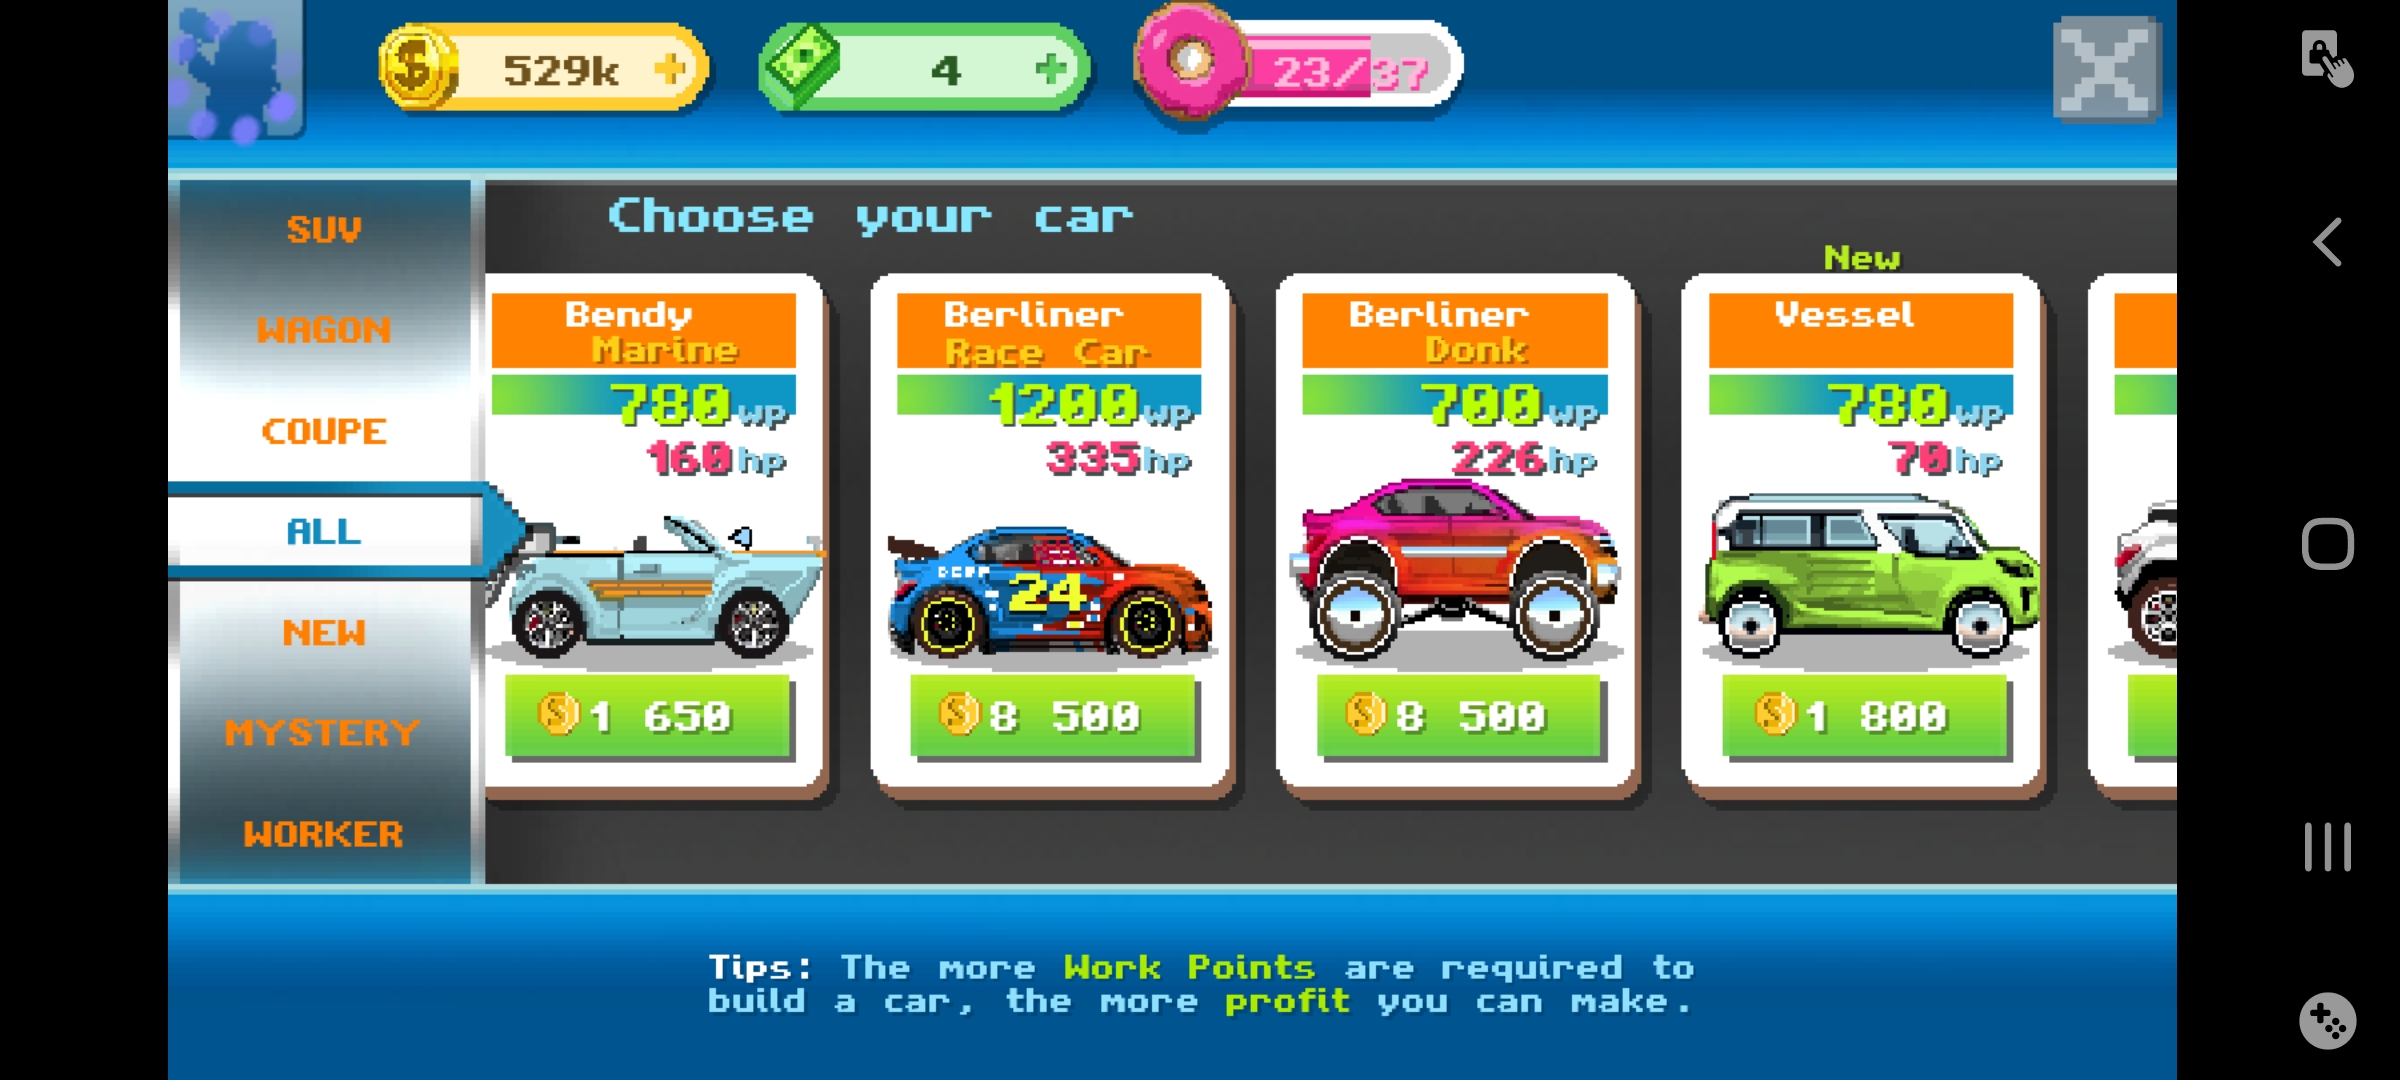 529k
4
23/37
SUV
WAGON
COUPE
ALL
NEW
MYSTERY
WORKER
Choose your car
Bendy
Marine
780wp
160hp
1 650
Berliner
Race Car
1200wp
335hp
24
8 500
Berliner
Donk
700wp
226hp
8 500
New
Vessel
780wp
70hp
1 800
Tips: The more Work Points are required to
build a car, the more profit you can make.